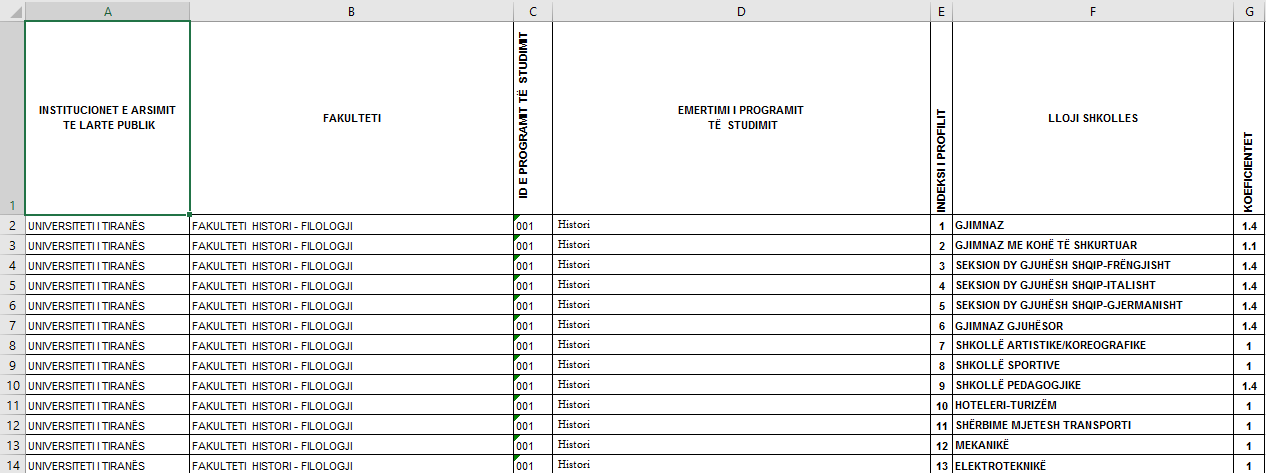 A B C D E F G
1 INSTITUCIONET E ARSIMIT
TE LARTE PUBLIK
FAKULTETI
ID E PROGRAMIT TË STUDIMIT
EMERTIMI I PROGRAMIT
TË STUDIMIT
INDEKSI I PROFILIT
LLOJI SHKOLLES
KOEFICIENTET
2 UNIVERSITETI I TIRANËS FAKULTETI HISTORI - FILOLOGJI 001 Histori 1 GJIMNAZ 1.4
3 UNIVERSITETI I TIRANËS FAKULTETI HISTORI - FILOLOGJI 001 Histori 2 GJIMNAZ ME KOHË TË SHKURTUAR 1.1
4 UNIVERSITETI I TIRANËS FAKULTETI HISTORI - FILOLOGJI 001 Histori 3 SEKSION DY GJUHËSH SHQIP-FRËNGJISHT 1.4
5 UNIVERSITETI I TIRANËS FAKULTETI HISTORI - FILOLOGJI 001 Histori 4 SEKSION DY GJUHËSH SHQIP-ITALISHT 1.4
6 UNIVERSITETI I TIRANËS FAKULTETI HISTORI - FILOLOGJI 001 Histori 5 SEKSION DY GJUHËSH SHQIP-GJERMANISHT 1.4
7 UNIVERSITETI I TIRANËS FAKULTETI HISTORI - FILOLOGJI 001 Histori 6 GJIMNAZ GJUHËSOR 1.4
8 UNIVERSITETI I TIRANËS FAKULTETI HISTORI - FILOLOGJI 001 Histori 7 SHKOLLË ARTISTIKE/KOREOGRAFIKE 1
9 UNIVERSITETI I TIRANËS FAKULTETI HISTORI - FILOLOGJI 001 Histori 8 SHKOLLË SPORTIVE 1
10 UNIVERSITETI I TIRANËS FAKULTETI HISTORI - FILOLOGJI 001 Histori 9 SHKOLLË PEDAGOGJIKE 1.4
11 UNIVERSITETI I TIRANËS FAKULTETI HISTORI - FILOLOGJI 001 Histori 10 HOTELERI-TURIZËM 1
12 UNIVERSITETI I TIRANËS FAKULTETI HISTORI - FILOLOGJI 001 Histori 11 SHËRBIME MJETESH TRANSPORTI 1
13 UNIVERSITETI I TIRANËS FAKULTETI HISTORI - FILOLOGJI 001 Histori 12 MEKANIKË 1
14 UNIVERSITETI I TIRANËS FAKULTETI HISTORI - FILOLOGJI 001 Histori 13 ELEKTROTEKNIKË 1